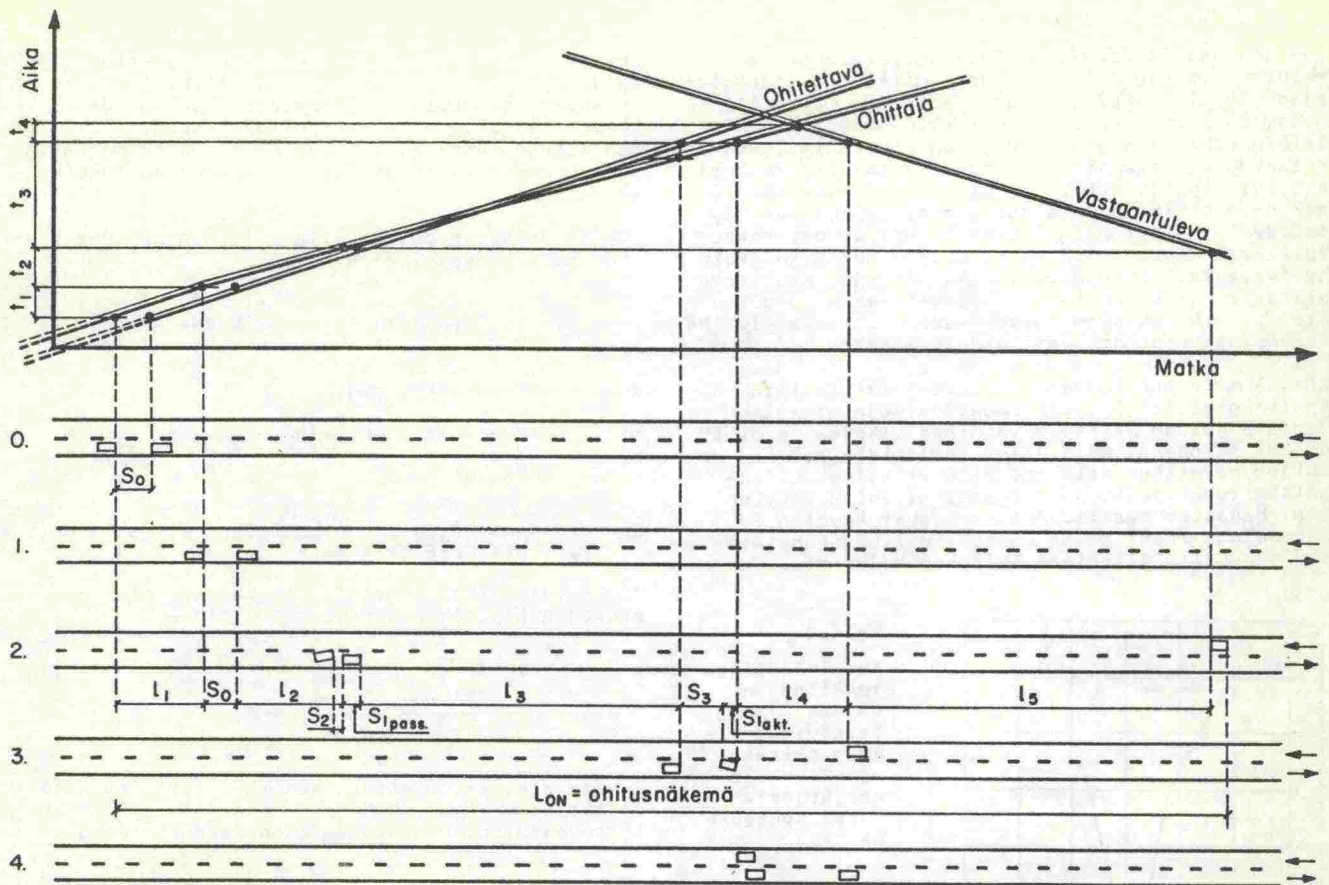 Aika
t4
t3
t2
t1
Ohitettava
Ohittaja
Vastaantuleva
Matka
0.
S0
1.
2.
l1 S0 l2 l3 S3 l4 l5
S2 S1pass. S1akt.
3.
LON = ohitusnäkemä
4.